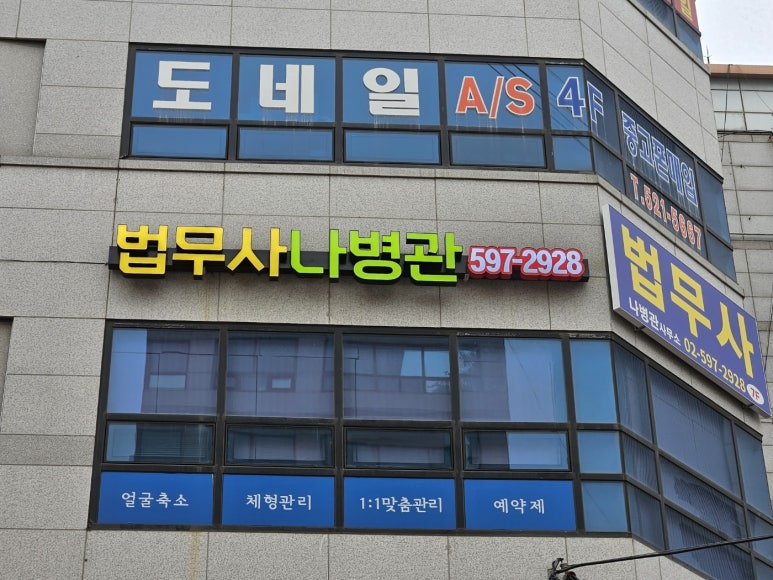 도네일 A/S 4F
중고폰매입
T.521-5667
법무사나병관 597-2928
법무사
나병관사무소 02-597-2928 7F
얼굴축소 체형관리 1:1맞춤관리 예약제